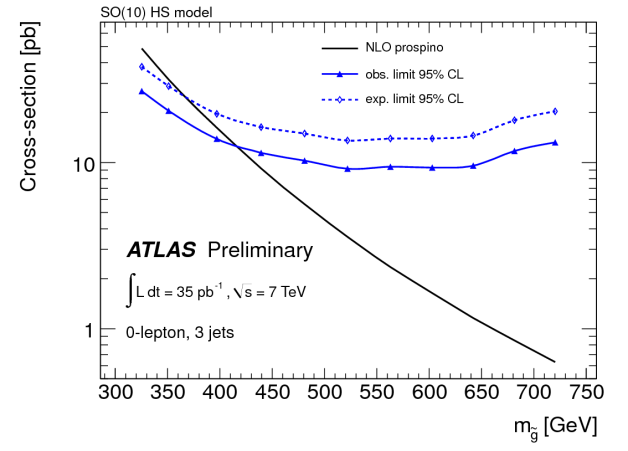 SO(10) HS model
Cross-section [pb]
NLO prospino
obs. limit 95% CL
exp. limit 95% CL
10
1
ATLAS Preliminary
∫ L dt = 35 pb⁻¹ , √s = 7 TeV
0-lepton, 3 jets
300 350 400 450 500 550 600 650 700 750
m_g̃ [GeV]